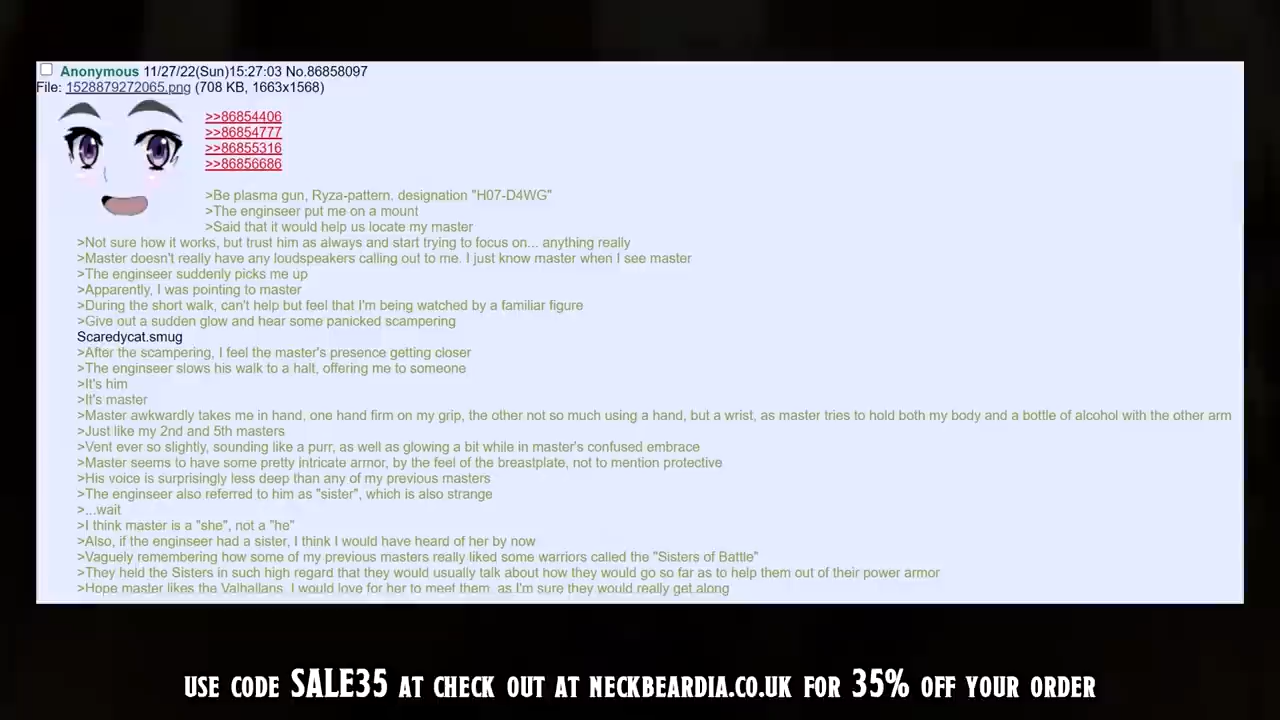 Anonymous 11/27/22(Sun)15:27:03 No.86858097
File: 1528879272065.png (708 KB, 1663x1568)
>>86854406
>>86854777
>>86855316
>>86856686
>Be plasma gun, Ryza-pattern. designation "H07-D4WG"
>The enginseer put me on a mount
>Said that it would help us locate my master
>Not sure how it works, but trust him as always and start trying to focus on... anything really
>Master doesn't really have any loudspeakers calling out to me. I just know master when I see master
>The enginseer suddenly picks me up
>Apparently, I was pointing to master
>During the short walk, can't help but feel that I'm being watched by a familiar figure
>Give out a sudden glow and hear some panicked scampering
Scaredycat.smug
>After the scampering, I feel the master's presence getting closer
>The enginseer slows his walk to a halt, offering me to someone
>It's him
>It's master
>Master awkwardly takes me in hand, one hand firm on my grip, the other not so much using a hand, but a wrist, as master tries to hold both my body and a bottle of alcohol with the other arm
>Just like my 2nd and 5th masters
>Vent ever so slightly, sounding like a purr, as well as glowing a bit while in master's confused embrace
>Master seems to have some pretty intricate armor, by the feel of the breastplate, not to mention protective
>His voice is surprisingly less deep than any of my previous masters
>The enginseer also referred to him as "sister", which is also strange
>...wait
>I think master is a "she", not a "he"
>Also, if the enginseer had a sister, I think I would have heard of her by now
>Vaguely remembering how some of my previous masters really liked some warriors called the "Sisters of Battle"
>They held the Sisters in such high regard that they would usually talk about how they would go so far as to help them out of their power armor
>Hope master likes the Valhallans. I would love for her to meet them, as I'm sure they would really get along
USE CODE SALE35 AT CHECK OUT AT NECKBEARDIA.CO.UK FOR 35% OFF YOUR ORDER